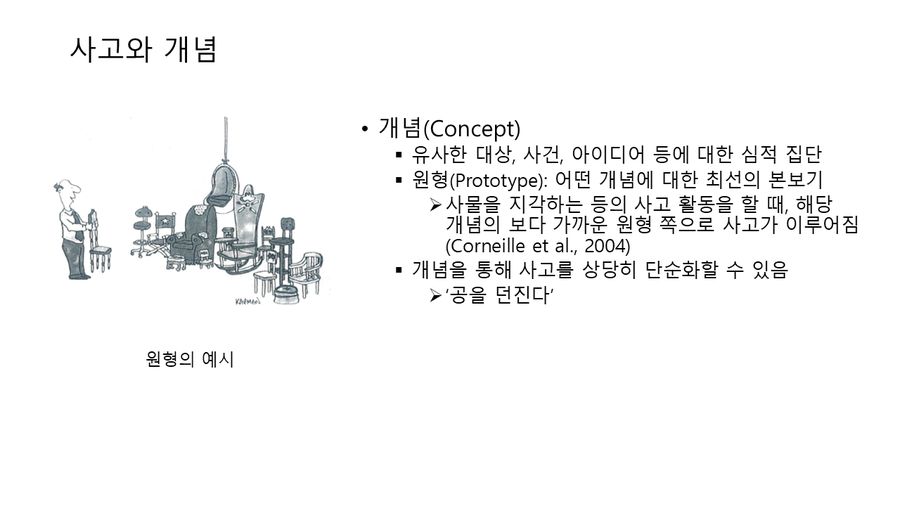 사고와 개념
• 개념(Concept)
▪ 유사한 대상, 사건, 아이디어 등에 대한 심적 집단
▪ 원형(Prototype): 어떤 개념에 대한 최선의 본보기
➢ 사물을 지각하는 등의 사고 활동을 할 때, 해당
개념의 보다 가까운 원형 쪽으로 사고가 이루어짐
(Corneille et al., 2004)
▪ 개념을 통해 사고를 상당히 단순화할 수 있음
➢ ‘공을 던진다’
원형의 예시